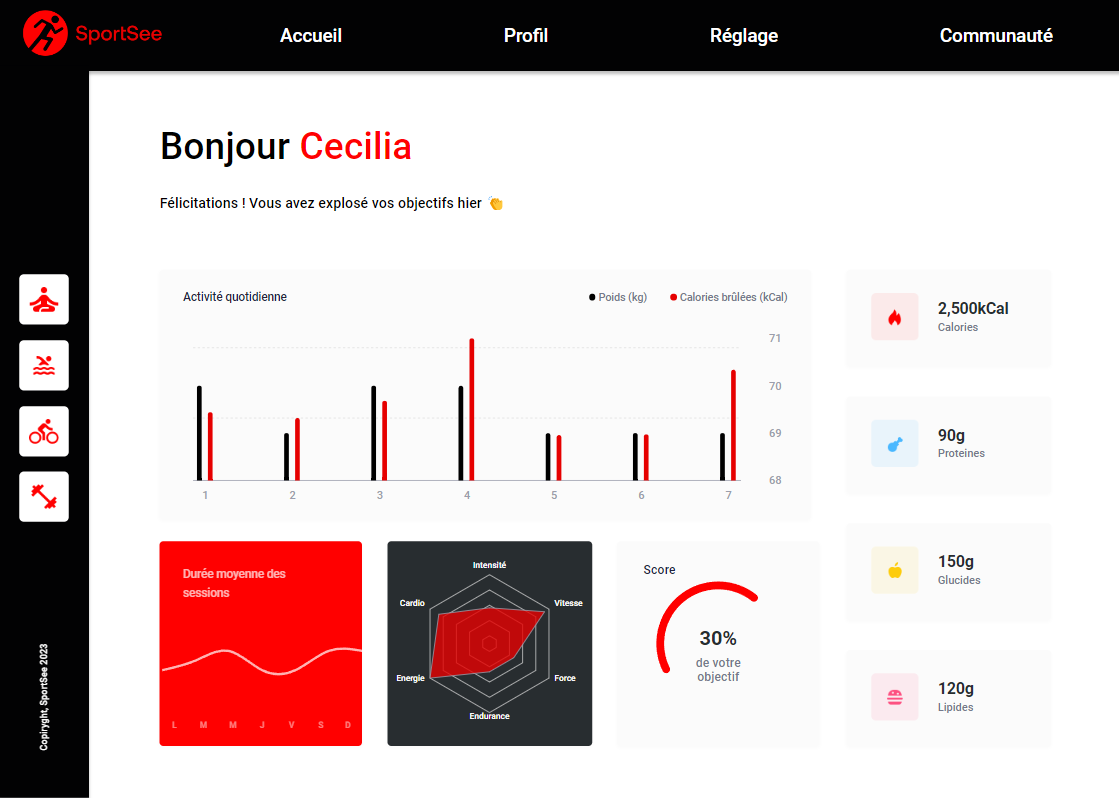 SportSee
Accueil
Profil
Réglage
Communauté
Bonjour Cecilia
Félicitations ! Vous avez explosé vos objectifs hier 👏
Activité quotidienne
Poids (kg)
Calories brûlées (kCal)
71
70
69
68
1 2 3 4 5 6 7
2,500kCal
Calories
90g
Proteines
150g
Glucides
120g
Lipides
Durée moyenne des
sessions
L M M J V S D
Intensité
Vitesse
Force
Endurance
Energie
Cardio
Score
30%
de votre
objectif
Copiryght, SportSee 2023